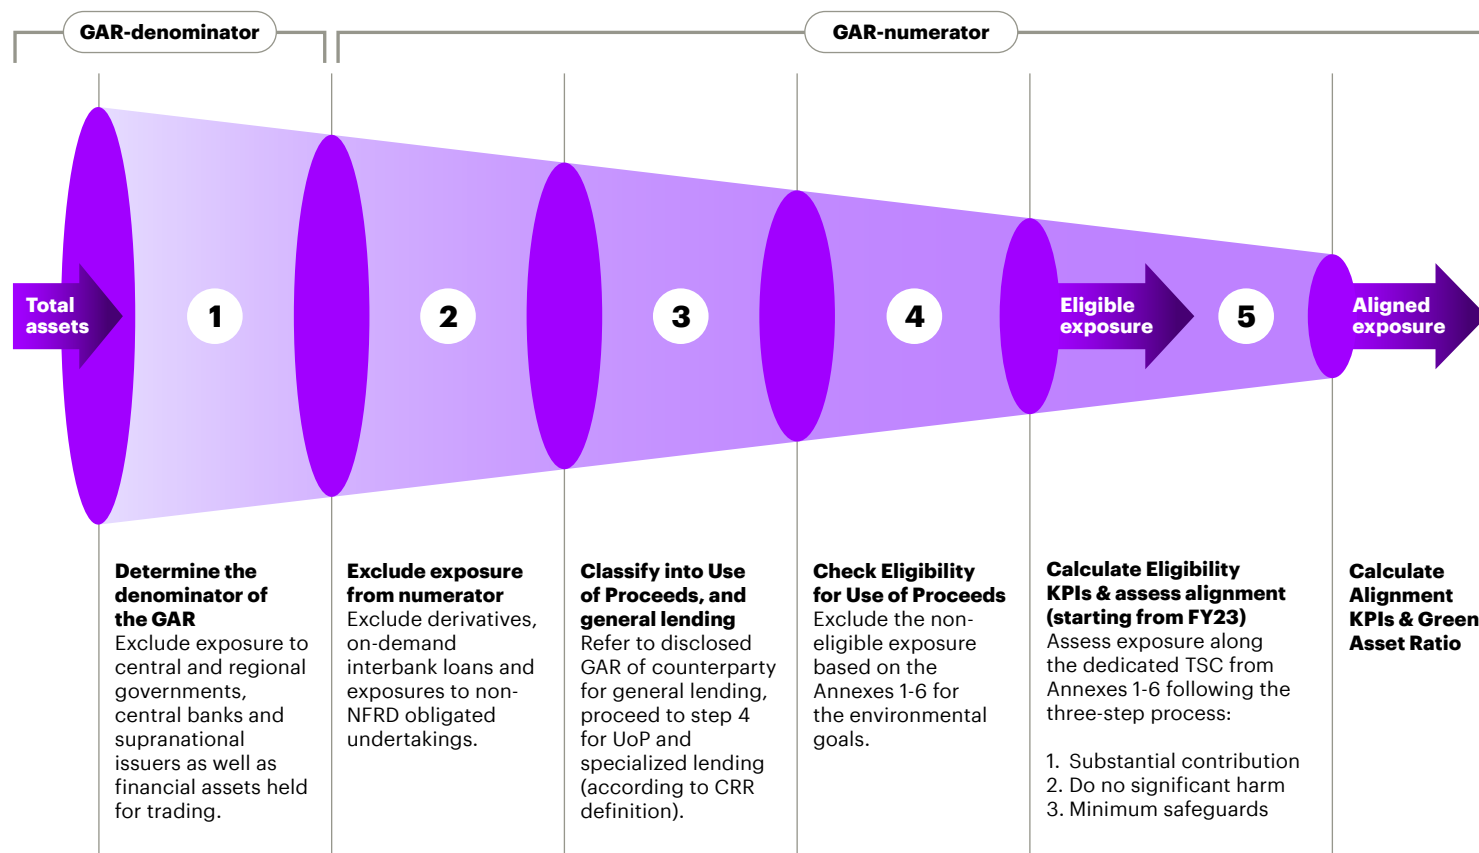 GAR-denominator
GAR-numerator
Total
assets
1
2
3
4
Eligible
exposure
5
Aligned
exposure
Determine the
denominator of
the GAR
Exclude exposure to
central and regional
governments,
central banks and
supranational
issuers as well as
financial assets held
for trading.
Exclude exposure
from numerator
Exclude derivatives,
on-demand
interbank loans and
exposures to non-
NFRD obligated
undertakings.
Classify into Use
of Proceeds, and
general lending
Refer to disclosed
GAR of counterparty
for general lending,
proceed to step 4
for UoP and
specialized lending
(according to CRR
definition).
Check Eligibility
for Use of Proceeds
Exclude the non-
eligible exposure
based on the
Annexes 1-6 for
the environmental
goals.
Calculate Eligibility
KPIs & assess alignment
(starting from FY23)
Assess exposure along
the dedicated TSC from
Annexes 1-6 following the
three-step process:
1. Substantial contribution
2. Do no significant harm
3. Minimum safeguards
Calculate
Alignment
KPIs & Green
Asset Ratio